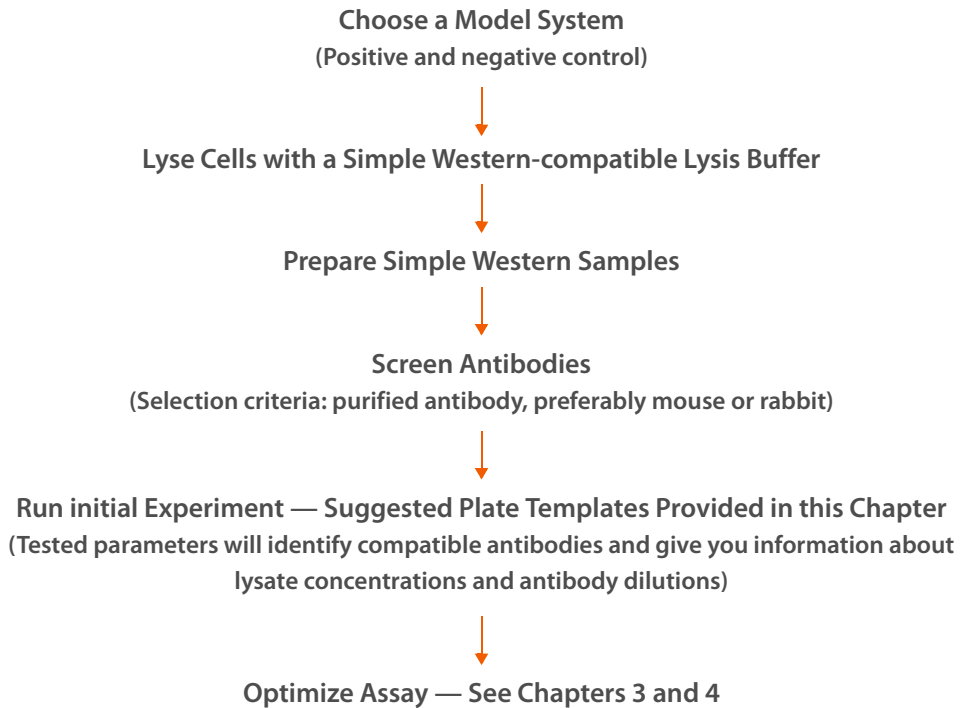 Choose a Model System
(Positive and negative control)
Lyse Cells with a Simple Western-compatible Lysis Buffer
Prepare Simple Western Samples
Screen Antibodies
(Selection criteria: purified antibody, preferably mouse or rabbit)
Run initial Experiment — Suggested Plate Templates Provided in this Chapter
(Tested parameters will identify compatible antibodies and give you information about
lysate concentrations and antibody dilutions)
Optimize Assay — See Chapters 3 and 4